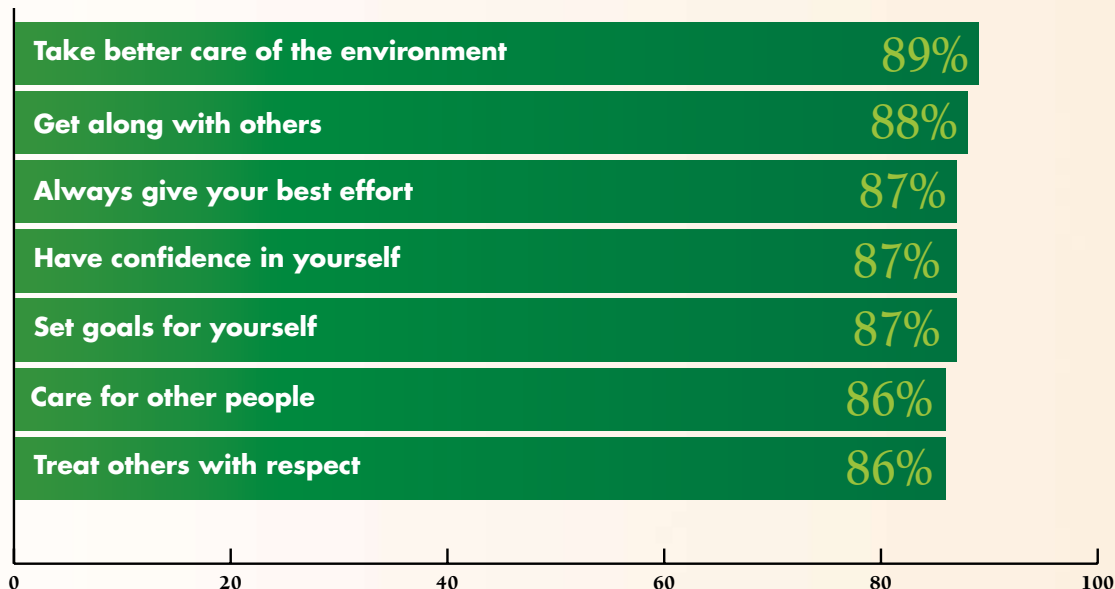 Take better care of the environment 89%
Get along with others 88%
Always give your best effort 87%
Have confidence in yourself 87%
Set goals for yourself 87%
Care for other people 86%
Treat others with respect 86%
0 20 40 60 80 100